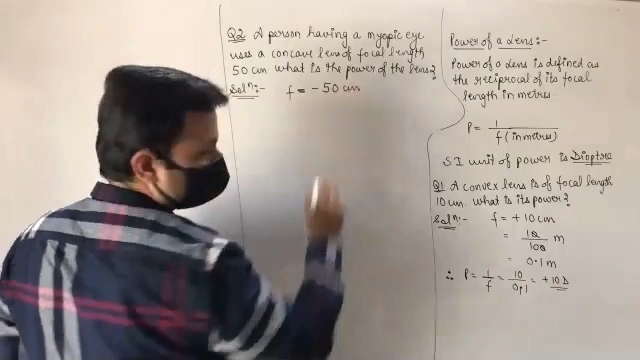 Q2 A person having a myopic eye
uses a concave lens of focal length
50 cm what is the power of the lens?
Solⁿ:- f = - 50 cm
Power of a Lens:-
Power of a lens is defined as
the reciprocal of its focal
length in metres.
P = 1 / f (in metres)
SI unit of power is Dioptre
Q1 A convex lens is of focal length
10 cm. what is its power?
Solⁿ:- f = +10 cm
= 10 / 100 m
= 0.1 m
∴ P = 1 / f = 10 / 0.1 = +10 D